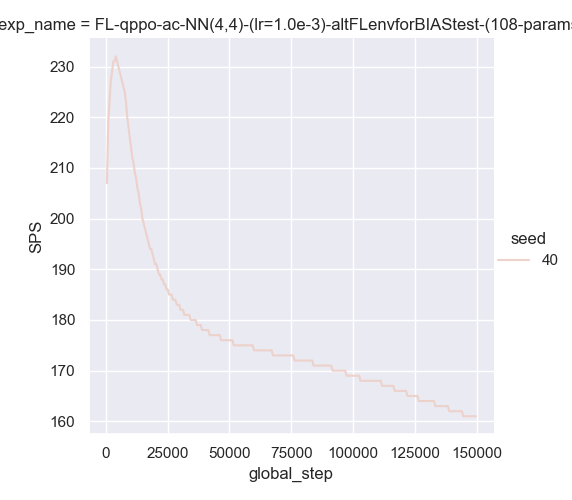 exp_name = FL-qppo-ac-NN(4,4)-(lr=1.0e-3)-altFLenvforBIAStest-(108-params
230
220
210
200
190
180
170
160
SPS
0 25000 50000 75000 100000 125000 150000
global_step
seed
40